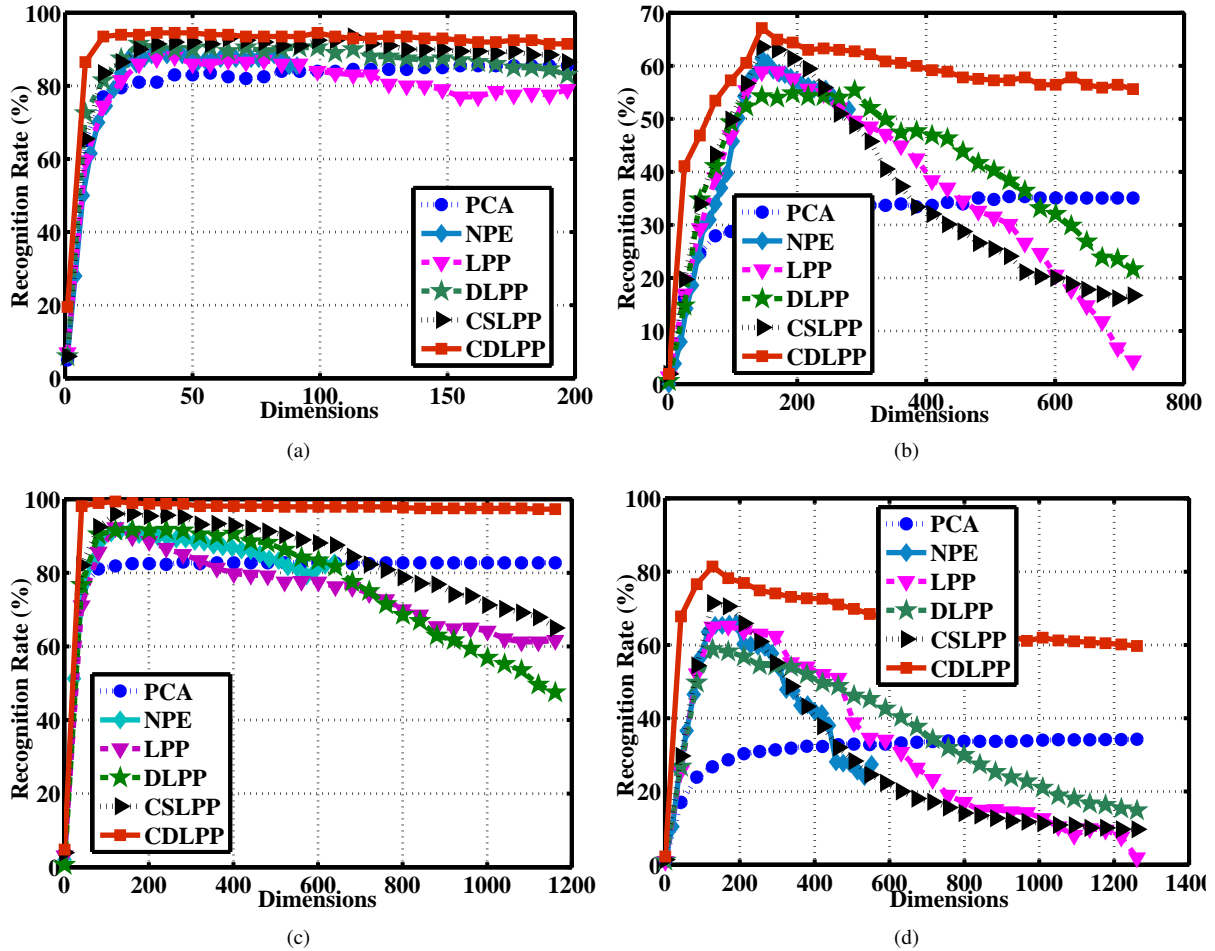 100
80
60
40
20
0
0
50
100
150
200
Recognition Rate (%)
Dimensions
PCA
NPE
LPP
DLPP
CSLPP
CDLPP
(a)
70
60
50
40
30
20
10
0
0
200
400
600
800
Recognition Rate (%)
Dimensions
PCA
NPE
LPP
DLPP
CSLPP
CDLPP
(b)
100
80
60
40
20
0
0
200
400
600
800
1000
1200
Recognition Rate (%)
Dimensions
PCA
NPE
LPP
DLPP
CSLPP
CDLPP
(c)
100
80
60
40
20
0
0
200
400
600
800
1000
1200
1400
Recognition Rate (%)
Dimensions
PCA
NPE
LPP
DLPP
CSLPP
CDLPP
(d)